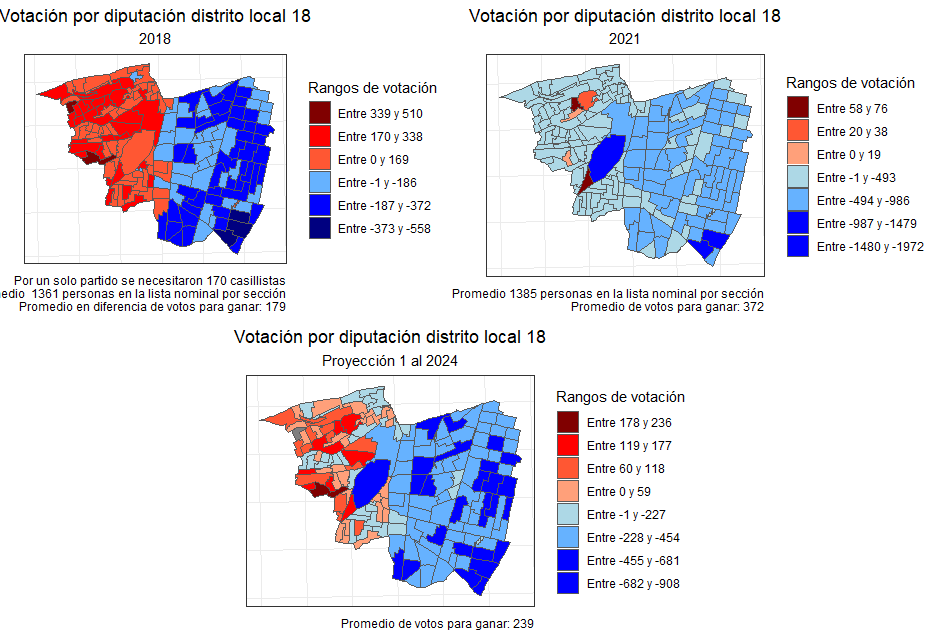 Votación por diputación distrito local 18
2018
Rangos de votación
Entre 339 y 510
Entre 170 y 338
Entre 0 y 169
Entre -1 y -186
Entre -187 y -372
Entre -373 y -558
Por un solo partido se necesitaron 170 casillistas
edio 1361 personas en la lista nominal por sección
Promedio en diferencia de votos para ganar: 179
Votación por diputación distrito local 18
2021
Rangos de votación
Entre 58 y 76
Entre 20 y 38
Entre 0 y 19
Entre -1 y -493
Entre -494 y -986
Entre -987 y -1479
Entre -1480 y -1972
Promedio 1385 personas en la lista nominal por sección
Promedio de votos para ganar: 372
Votación por diputación distrito local 18
Proyección 1 al 2024
Rangos de votación
Entre 178 y 236
Entre 119 y 177
Entre 60 y 118
Entre 0 y 59
Entre -1 y -227
Entre -228 y -454
Entre -455 y -681
Entre -682 y -908
Promedio de votos para ganar: 239